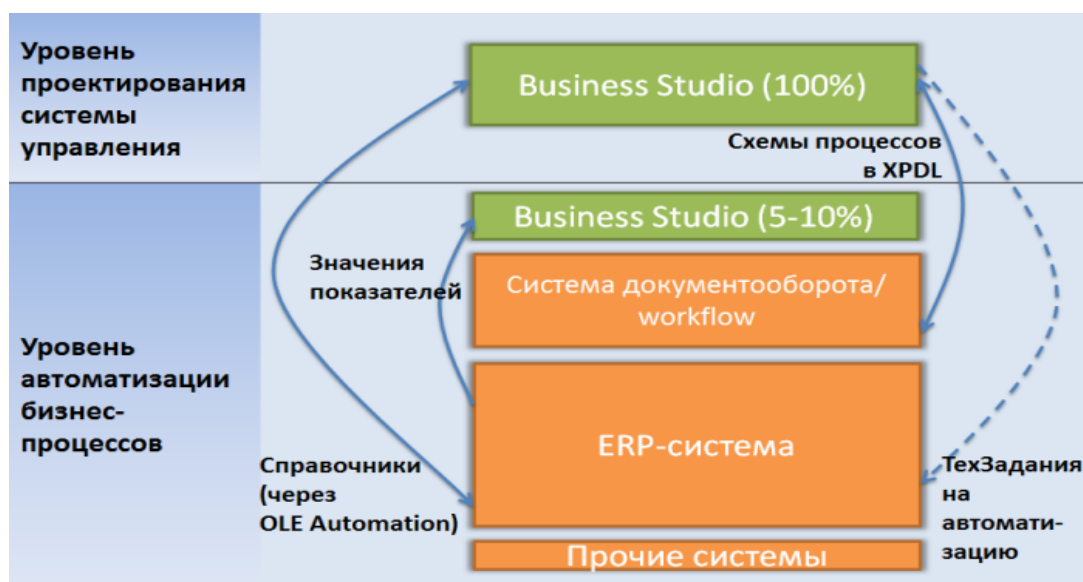 Уровень
проектирования
системы
управления
Business Studio (100%)
Схемы процессов
в XPDL
Business Studio (5-10%)
Значения
показателей
Система документооборота/
workflow
Уровень
автоматизации
бизнес-
процессов
ERP-система
Справочники
(через
OLE Automation)
ТехЗадания
на
автомати-
зацию
Прочие системы